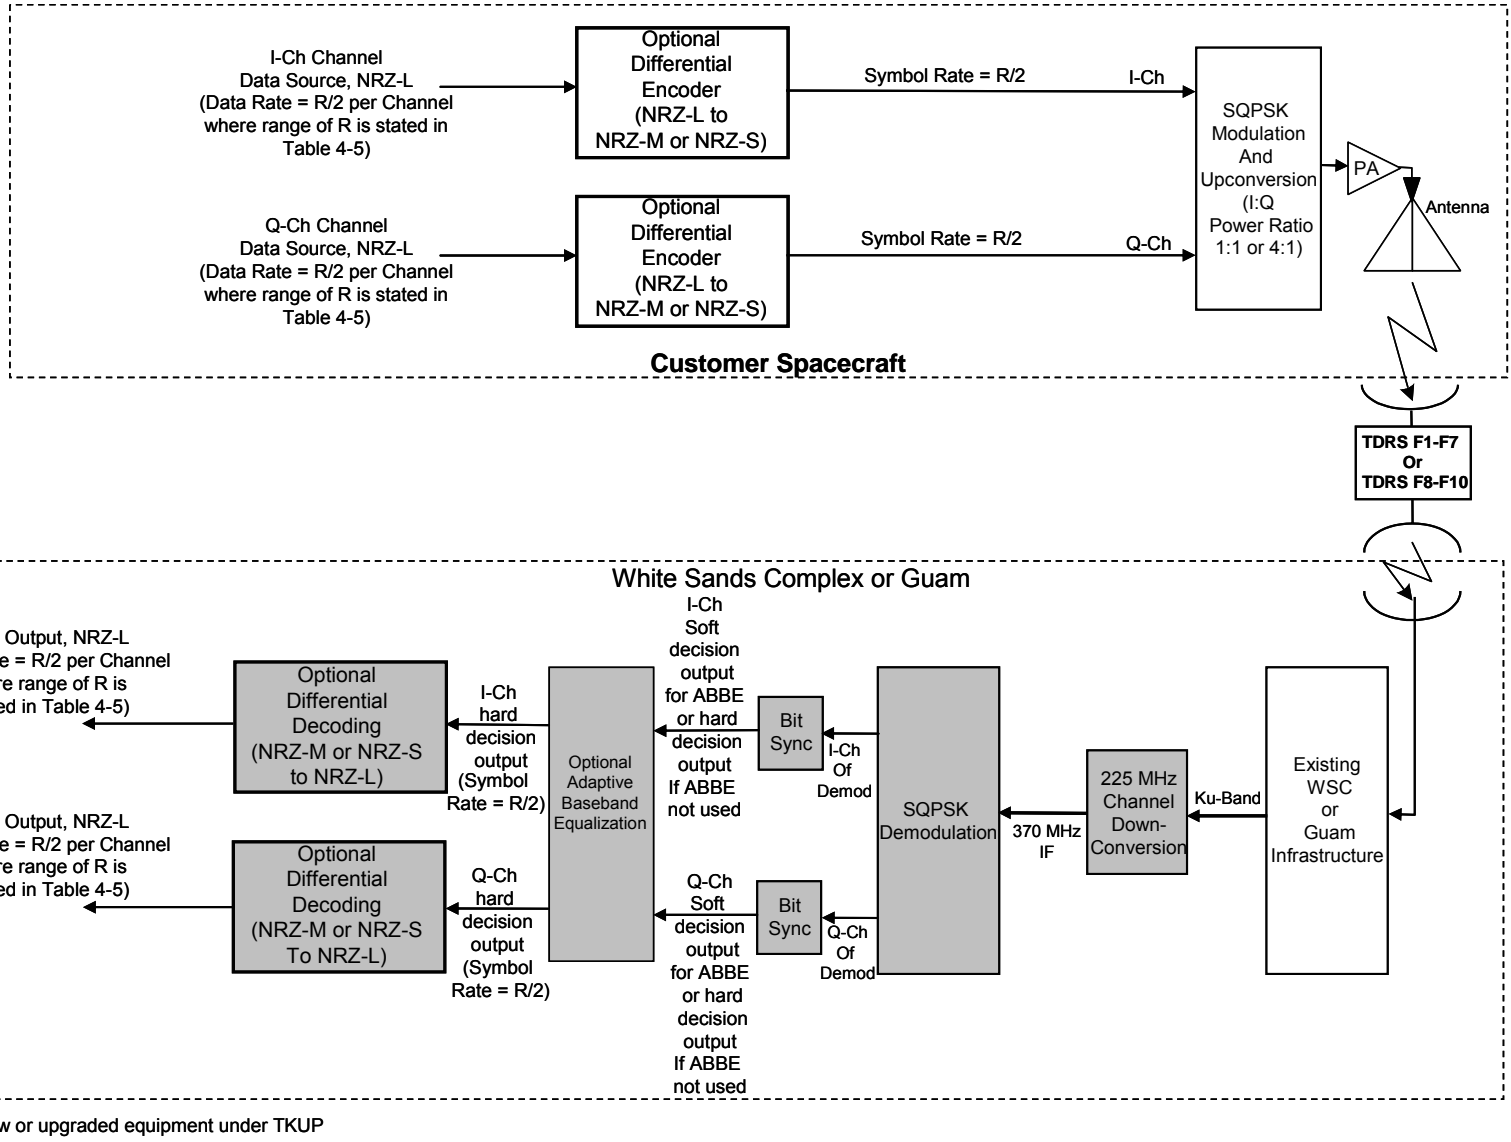 I-Ch Channel
Data Source, NRZ-L
(Data Rate = R/2 per Channel
where range of R is stated in
Table 4-5)
Optional
Differential
Encoder
(NRZ-L to
NRZ-M or NRZ-S)
Symbol Rate = R/2
I-Ch
Q-Ch Channel
Data Source, NRZ-L
(Data Rate = R/2 per Channel
where range of R is stated in
Table 4-5)
Optional
Differential
Encoder
(NRZ-L to
NRZ-M or NRZ-S)
Symbol Rate = R/2
Q-Ch
SQPSK
Modulation
And
Upconversion
(I:Q
Power Ratio
1:1 or 4:1)
PA
Antenna
Customer Spacecraft
TDRS F1-F7
Or
TDRS F8-F10
White Sands Complex or Guam
Output, NRZ-L
= R/2 per Channel
range of R is
in Table 4-5)
Optional
Differential
Decoding
(NRZ-M or NRZ-S
to NRZ-L)
I-Ch
hard
decision
output
(Symbol
Rate = R/2)
Optional
Adaptive
Baseband
Equalization
I-Ch
Soft
decision
output
for ABBE
or hard
decision
output
If ABBE
not used
Bit
Sync
I-Ch
Of
Demod
SQPSK
Demodulation
370 MHz
IF
225 MHz
Channel
Down-
Conversion
Ku-Band
Existing
WSC
or
Guam
Infrastructure
Output, NRZ-L
= R/2 per Channel
range of R is
in Table 4-5)
Optional
Differential
Decoding
(NRZ-M or NRZ-S
To NRZ-L)
Q-Ch
hard
decision
output
(Symbol
Rate = R/2)
Q-Ch
Soft
decision
output
for ABBE
or hard
decision
output
If ABBE
not used
Bit
Sync
Q-Ch
Of
Demod
or upgraded equipment under TKUP